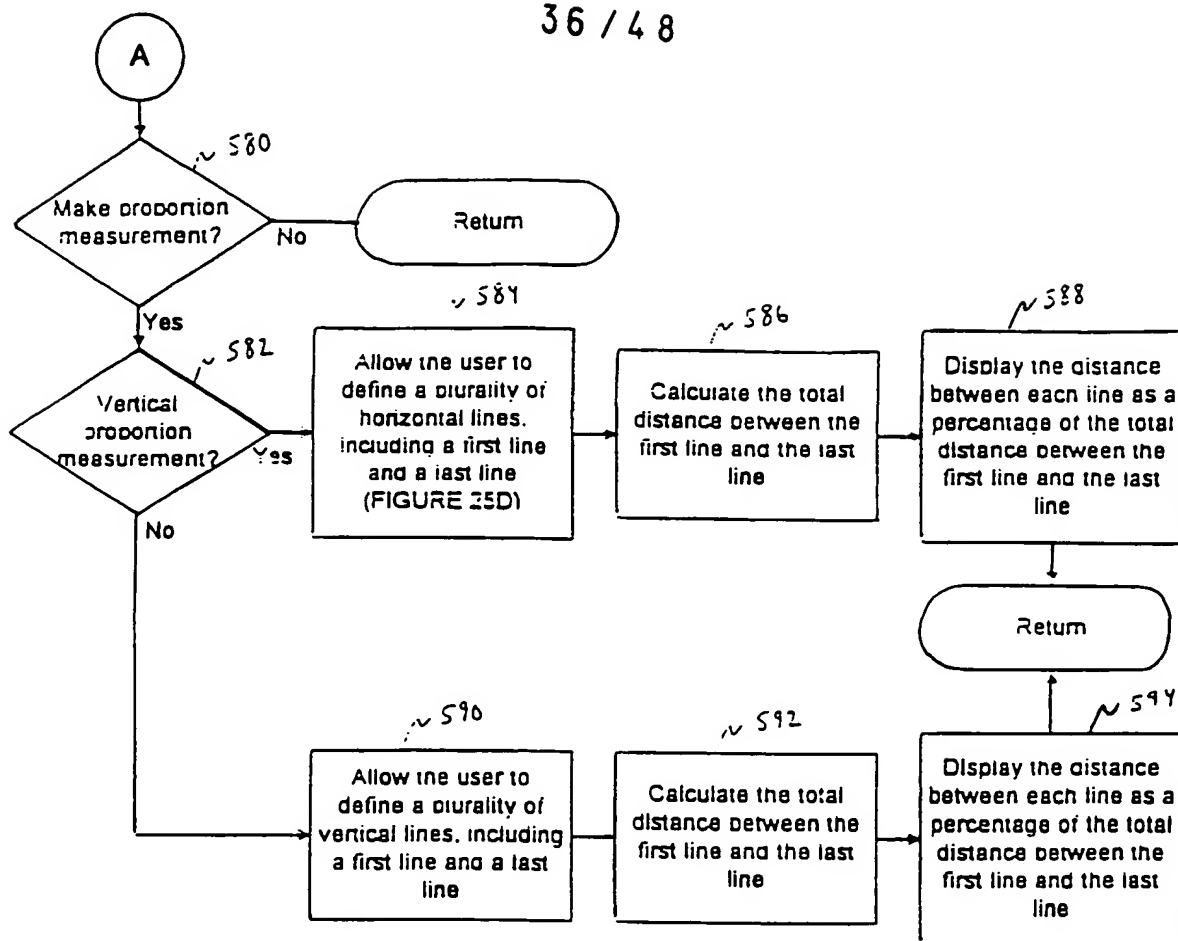 36 / 48
A
580
Make proportion
measurement?
No
Return
Yes
582
Vertical
proportion
measurement?
Yes
No
584
Allow the user to
define a plurality of
horizontal lines,
including a first line
and a last line
(FIGURE 25D)
586
Calculate the total
distance between the
first line and the last
line
588
Display the distance
between each line as a
percentage of the total
distance between the
first line and the last
line
Return
590
Allow the user to
define a plurality of
vertical lines, including
a first line and a last
line
592
Calculate the total
distance between the
first line and the last
line
594
Display the distance
between each line as a
percentage of the total
distance between the
first line and the last
line